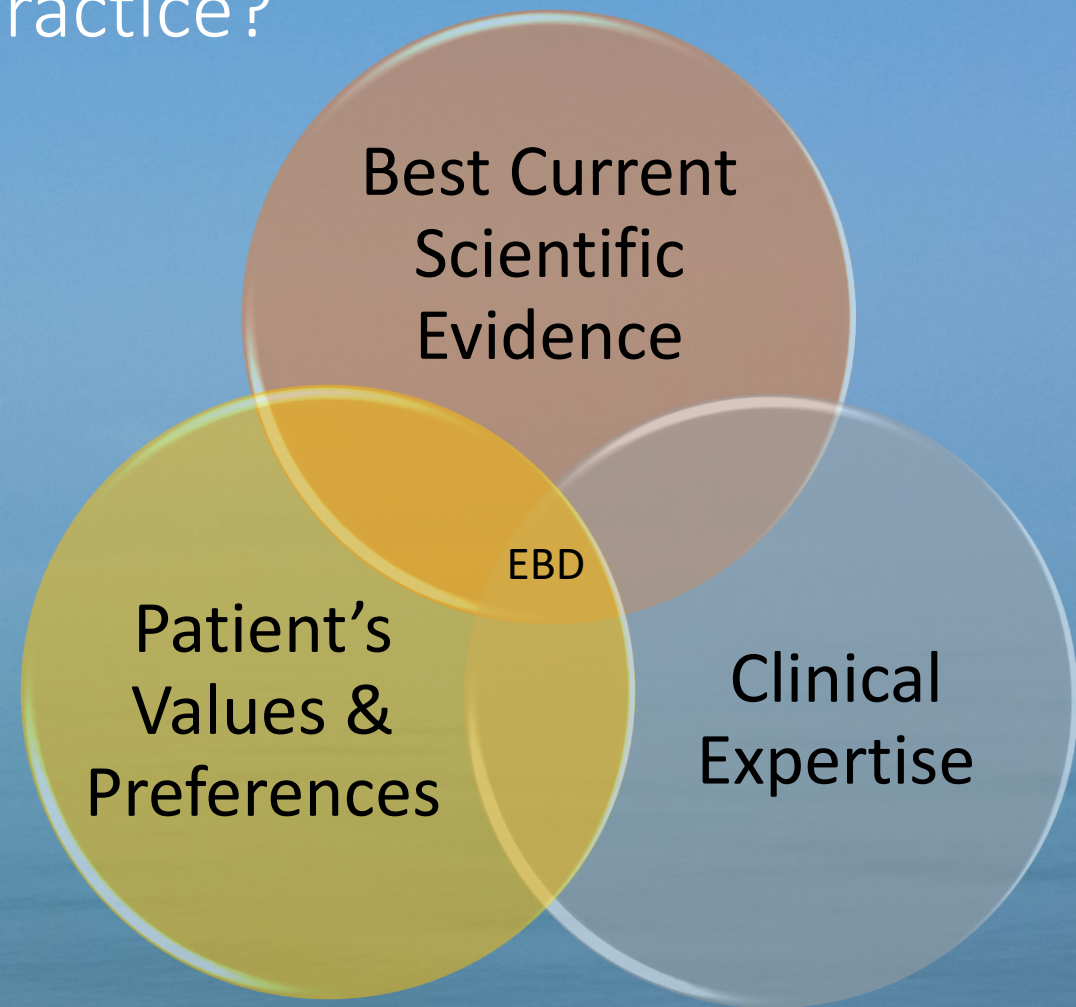 ractice?
Best Current
Scientific
Evidence
EBD
Patient’s
Values &
Preferences
Clinical
Expertise